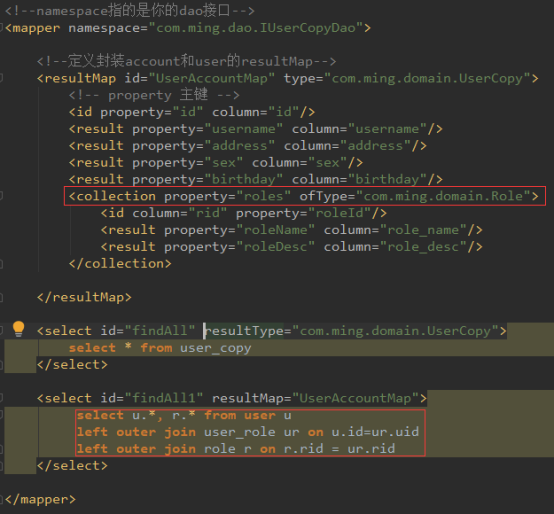 <!--namespace指的是你的dao接口-->
<mapper namespace="com.ming.dao.IUserCopyDao">
<!--定义封装account和user的resultMap-->
<resultMap id="UserAccountMap" type="com.ming.domain.UserCopy">
<!-- property 主键 -->
<id property="id" column="id"/>
<result property="username" column="username"/>
<result property="address" column="address"/>
<result property="sex" column="sex"/>
<result property="birthday" column="birthday"/>
<collection property="roles" ofType="com.ming.domain.Role">
<id column="rid" property="roleId"/>
<result property="roleName" column="role_name"/>
<result property="roleDesc" column="role_desc"/>
</collection>
</resultMap>
<select id="findAll" resultType="com.ming.domain.UserCopy">
select * from user_copy
</select>
<select id="findAll1" resultMap="UserAccountMap">
select u.*, r.* from user u
left outer join user_role ur on u.id=ur.uid
left outer join role r on r.rid = ur.rid
</select>
</mapper>